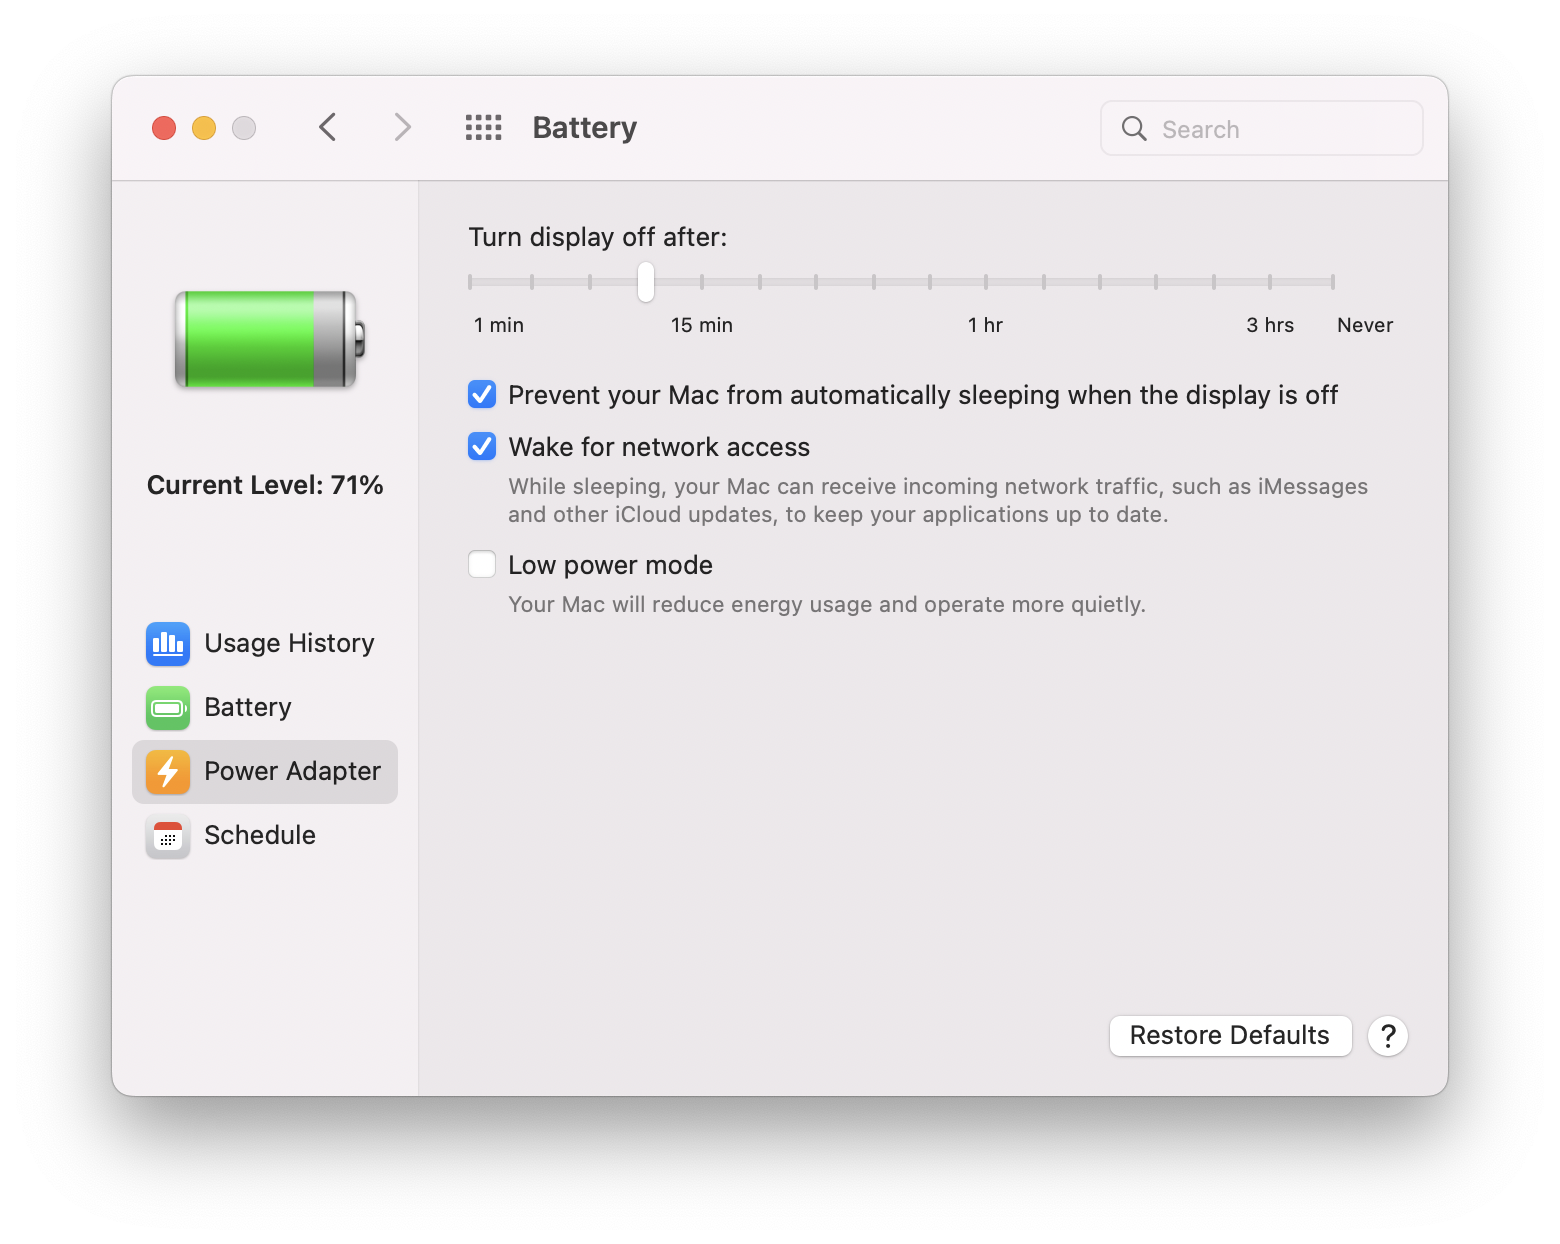 Battery
Search
Current Level: 71%
Usage History
Battery
Power Adapter
Schedule
Turn display off after:
1 min 15 min 1 hr 3 hrs Never
Prevent your Mac from automatically sleeping when the display is off
Wake for network access
While sleeping, your Mac can receive incoming network traffic, such as iMessages
and other iCloud updates, to keep your applications up to date.
Low power mode
Your Mac will reduce energy usage and operate more quietly.
Restore Defaults ?